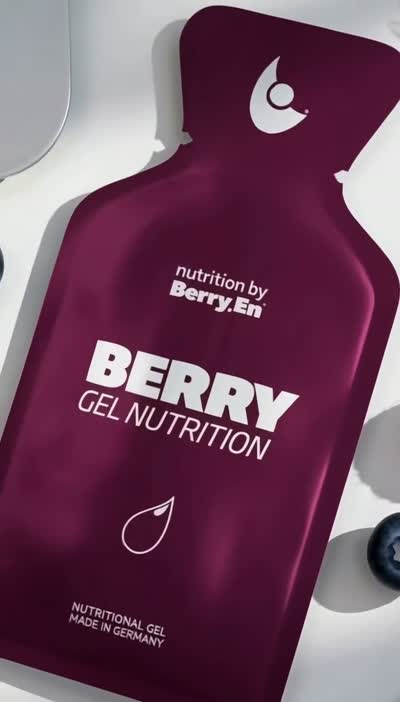 nutrition by
Berry.En
BERRY
GEL NUTRITION
NUTRITIONAL GEL
MADE IN GERMANY